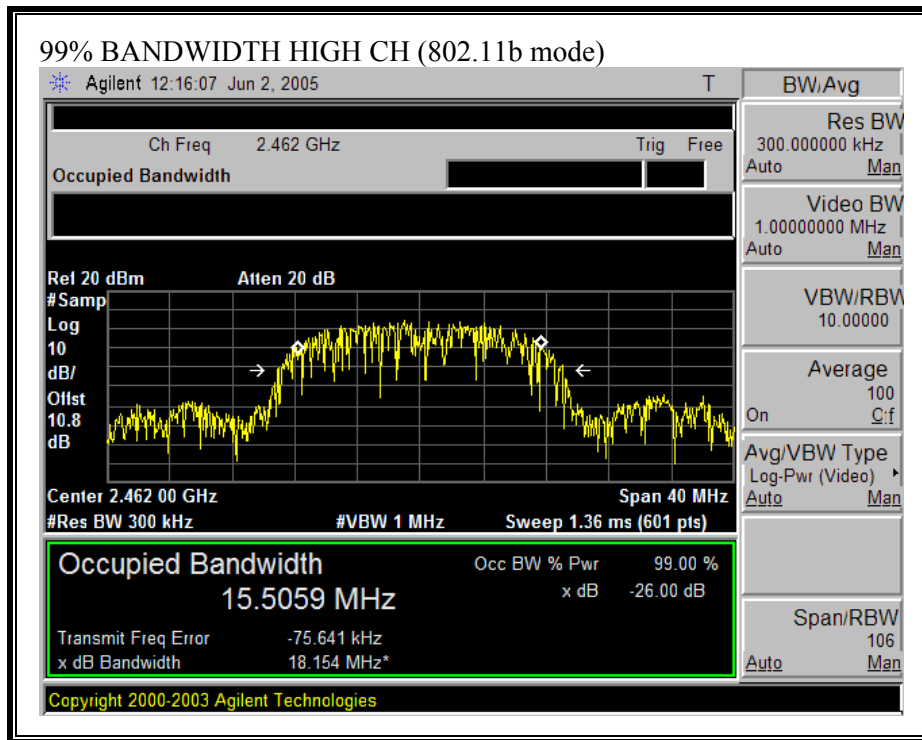 99% BANDWIDTH HIGH CH (802.11b mode)
Agilent 12:16:07 Jun 2, 2005 T
Ch Freq 2.462 GHz Trig Free
Occupied Bandwidth
Ref 20 dBm Atten 20 dB
#Samp
Log
10
dB/
Offst
10.8
dB
Center 2.462 00 GHz Span 40 MHz
#Res BW 300 kHz #VBW 1 MHz Sweep 1.36 ms (601 pts)
Occupied Bandwidth
15.5059 MHz
Occ BW % Pwr 99.00 %
x dB -26.00 dB
Transmit Freq Error -75.641 kHz
x dB Bandwidth 18.154 MHz*
Copyright 2000-2003 Agilent Technologies
BW/Avg
Res BW
300.000000 kHz
Auto Man
Video BW
1.00000000 MHz
Auto Man
VBW/RBW
10.00000
Average
100
On
Avg/VBW Type
Log-Pwr (Video)
Auto Man
Span/RBW
106
Auto Man